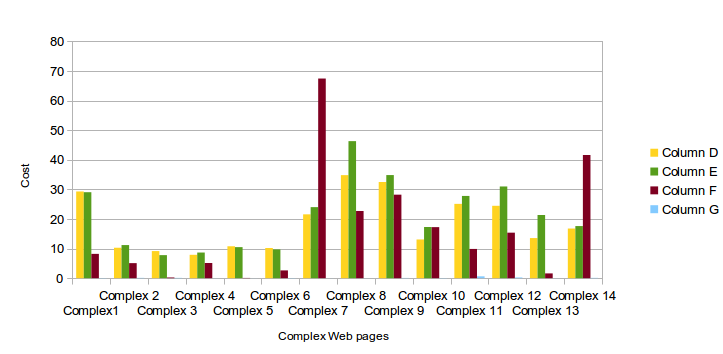 80
70
60
50
40
30
20
10
0
Cost
Complex 2 Complex 4 Complex 6 Complex 8 Complex 10 Complex 12 Complex 14
Complex1 Complex 3 Complex 5 Complex 7 Complex 9 Complex 11 Complex 13
Complex Web pages
Column D
Column E
Column F
Column G